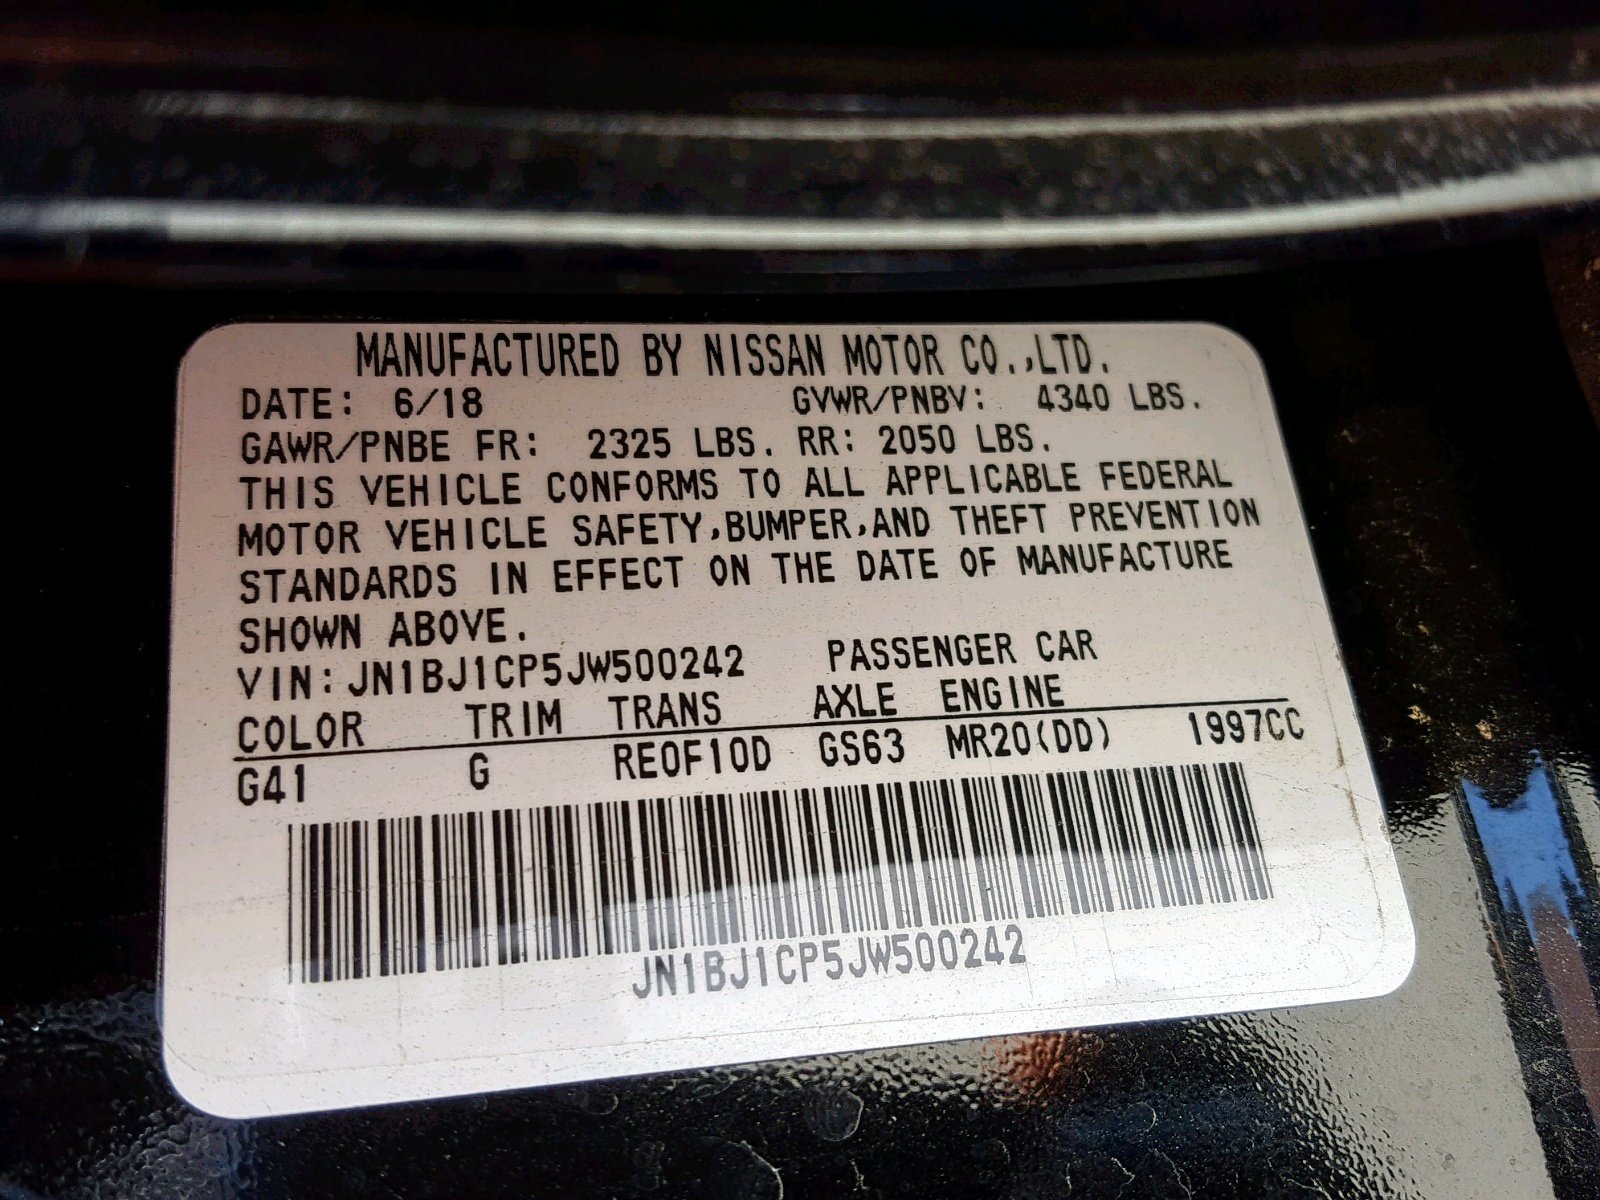 MANUFACTURED BY NISSAN MOTOR CO.,LTD.
DATE: 6/18 GVWR/PNBV: 4340 LBS.
GAWR/PNBE FR: 2325 LBS. RR: 2050 LBS.
THIS VEHICLE CONFORMS TO ALL APPLICABLE FEDERAL
MOTOR VEHICLE SAFETY,BUMPER,AND THEFT PREVENTION
STANDARDS IN EFFECT ON THE DATE OF MANUFACTURE
SHOWN ABOVE.
VIN:JN1BJ1CP5JW500242 PASSENGER CAR
COLOR TRIM TRANS AXLE ENGINE
G41 G RE0F10D GS63 MR20(DD) 1997CC
JN1BJ1CP5JW500242